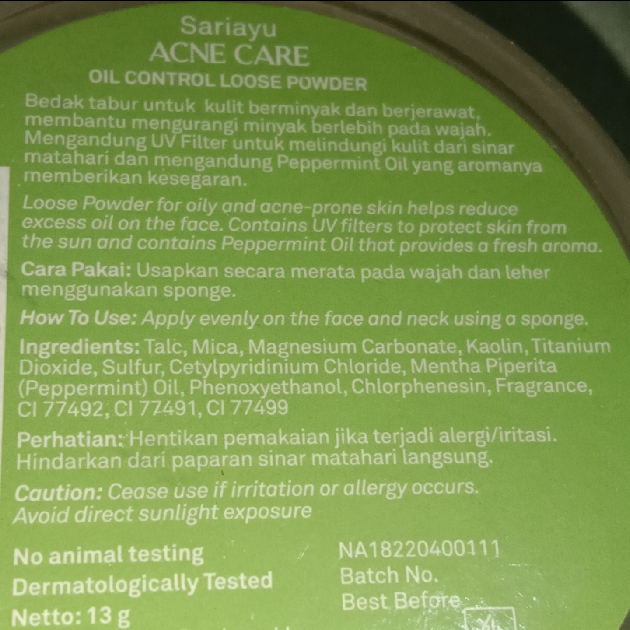 Sariayu
ACNE CARE
OIL CONTROL LOOSE POWDER
Bedak tabur untuk kulit berminyak dan berjerawat,
membantu mengurangi minyak berlebih pada wajah.
Mengandung UV Filter untuk melindungi kulit dari sinar
matahari dan mengandung Peppermint Oil yang aromanya
memberikan kesegaran.
Loose Powder for oily and acne-prone skin helps reduce
excess oil on the face. Contains UV filters to protect skin from
the sun and contains Peppermint Oil that provides a fresh aroma.
Cara Pakai: Usapkan secara merata pada wajah dan leher
menggunakan sponge.
How To Use: Apply evenly on the face and neck using a sponge.
Ingredients: Talc, Mica, Magnesium Carbonate, Kaolin, Titanium
Dioxide, Sulfur, Cetylpyridinium Chloride, Mentha Piperita
(Peppermint) Oil, Phenoxyethanol, Chlorphenesin, Fragrance,
CI 77492, CI 77491, CI 77499
Perhatian: Hentikan pemakaian jika terjadi alergi/iritasi.
Hindarkan dari paparan sinar matahari langsung.
Caution: Cease use if irritation or allergy occurs.
Avoid direct sunlight exposure
No animal testing
Dermatologically Tested
Netto: 13 g
NA18220400111
Batch No.
Best Before